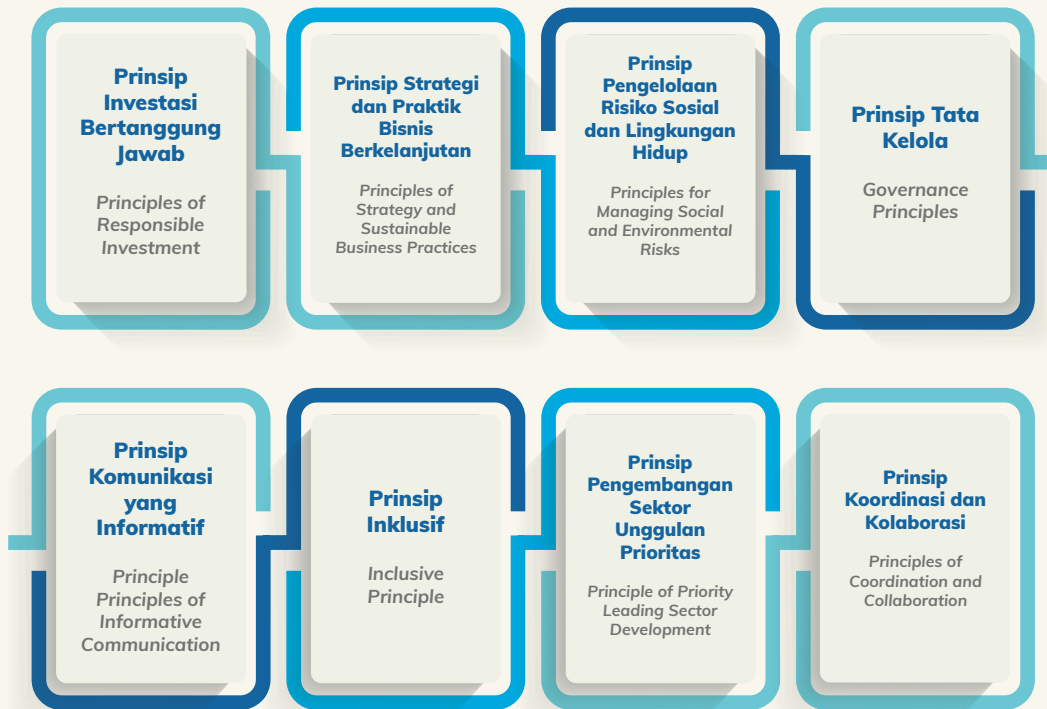 Prinsip
Investasi
Bertanggung
Jawab
Principles of
Responsible
Investment
Prinsip Strategi
dan Praktik
Bisnis
Berkelanjutan
Principles of
Strategy and
Sustainable
Business Practices
Prinsip
Pengelolaan
Risiko Sosial
dan Lingkungan
Hidup
Principles for
Managing Social
and Environmental
Risks
Prinsip Tata
Kelola
Governance
Principles
Prinsip
Komunikasi
yang
Informatif
Principle
Principles of
Informative
Communication
Prinsip
Inklusif
Inclusive
Principle
Prinsip
Pengembangan
Sektor
Unggulan
Prioritas
Principle of Priority
Leading Sector
Development
Prinsip
Koordinasi dan
Kolaborasi
Principles of
Coordination and
Collaboration